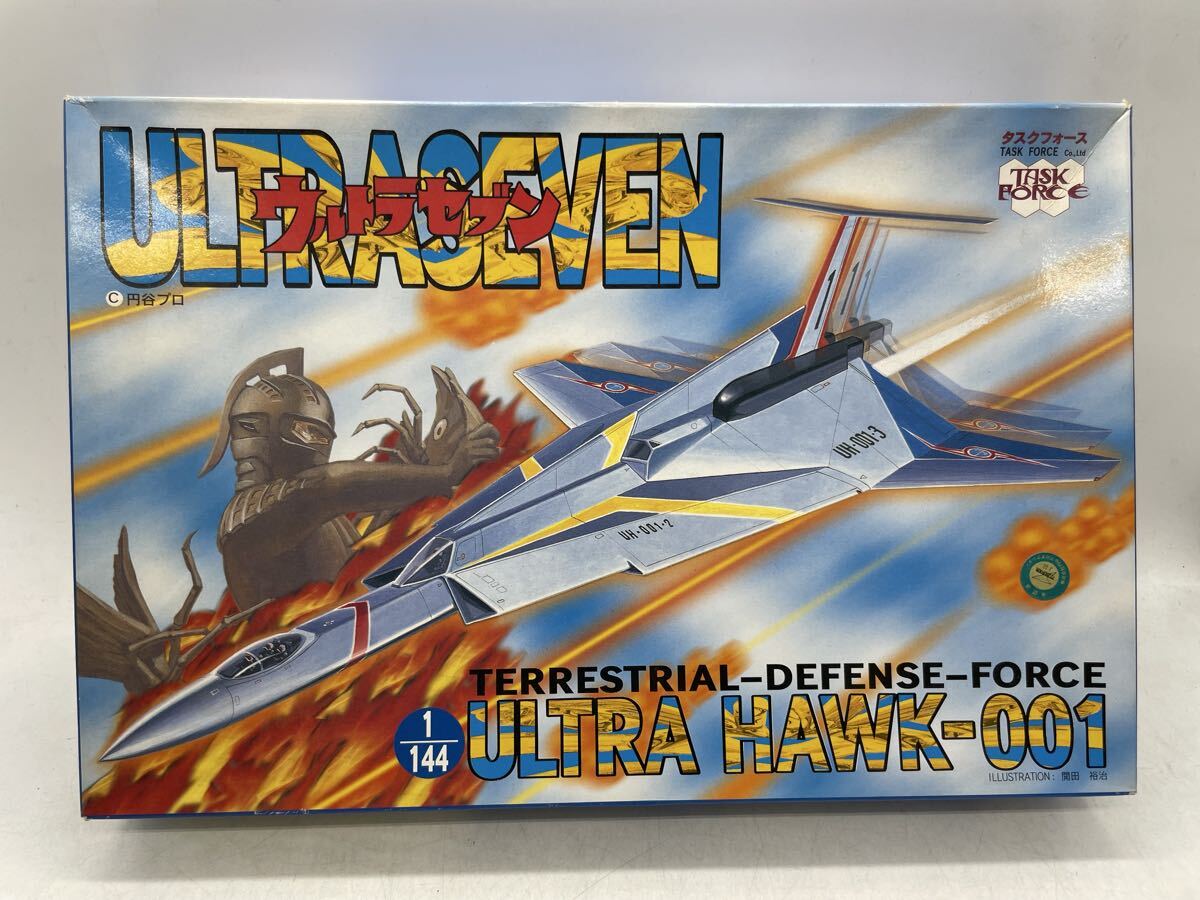 ULTRASEVEN
ウルトラセブン
© 円谷プロ
タスクフォース
TASK FORCE Co.,Ltd
TASK
FORCE
1
UH-001-3
UH-001-2
TERRESTRIAL-DEFENSE-FORCE
1/144
ULTRA HAWK-001
ILLUSTRATION: 開田 裕治